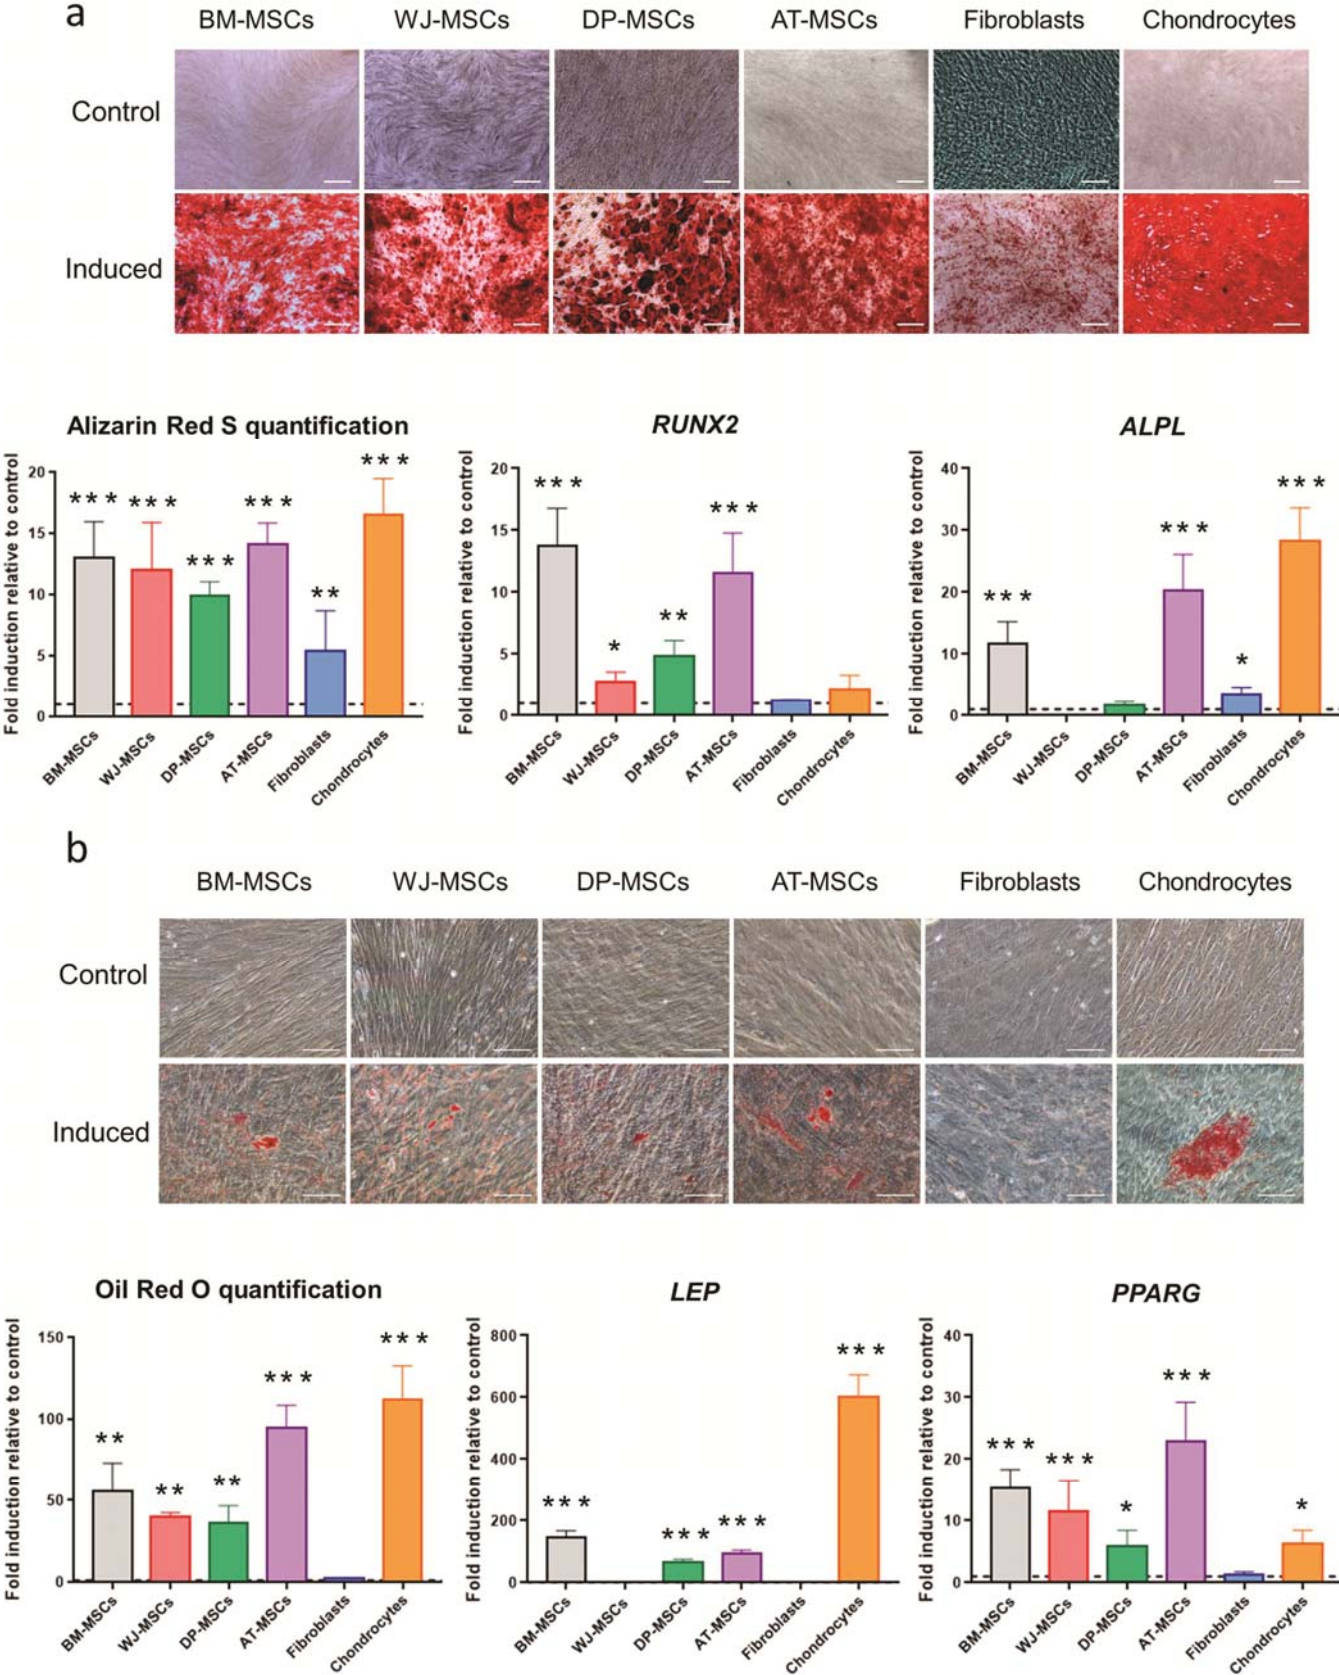 a
BM-MSCs WJ-MSCs DP-MSCs AT-MSCs Fibroblasts Chondrocytes
Control
Induced
Alizarin Red S quantification
Fold induction relative to control
20
15
10
5
0
*** *** *** *** ** ***
BM-MSCs WJ-MSCs DP-MSCs AT-MSCs Fibroblasts Chondrocytes
RUNX2
Fold induction relative to control
20
15
10
5
0
*** * ** ***
BM-MSCs WJ-MSCs DP-MSCs AT-MSCs Fibroblasts Chondrocytes
ALPL
Fold induction relative to control
40
30
20
10
0
*** *** * ***
BM-MSCs WJ-MSCs DP-MSCs AT-MSCs Fibroblasts Chondrocytes
b
BM-MSCs WJ-MSCs DP-MSCs AT-MSCs Fibroblasts Chondrocytes
Control
Induced
Oil Red O quantification
Fold induction relative to control
150
100
50
0
** ** ** *** ***
BM-MSCs WJ-MSCs DP-MSCs AT-MSCs Fibroblasts Chondrocytes
LEP
Fold induction relative to control
800
600
400
200
0
*** *** *** ***
BM-MSCs WJ-MSCs DP-MSCs AT-MSCs Fibroblasts Chondrocytes
PPARG
Fold induction relative to control
40
30
20
10
0
*** *** * *** *
BM-MSCs WJ-MSCs DP-MSCs AT-MSCs Fibroblasts Chondrocytes